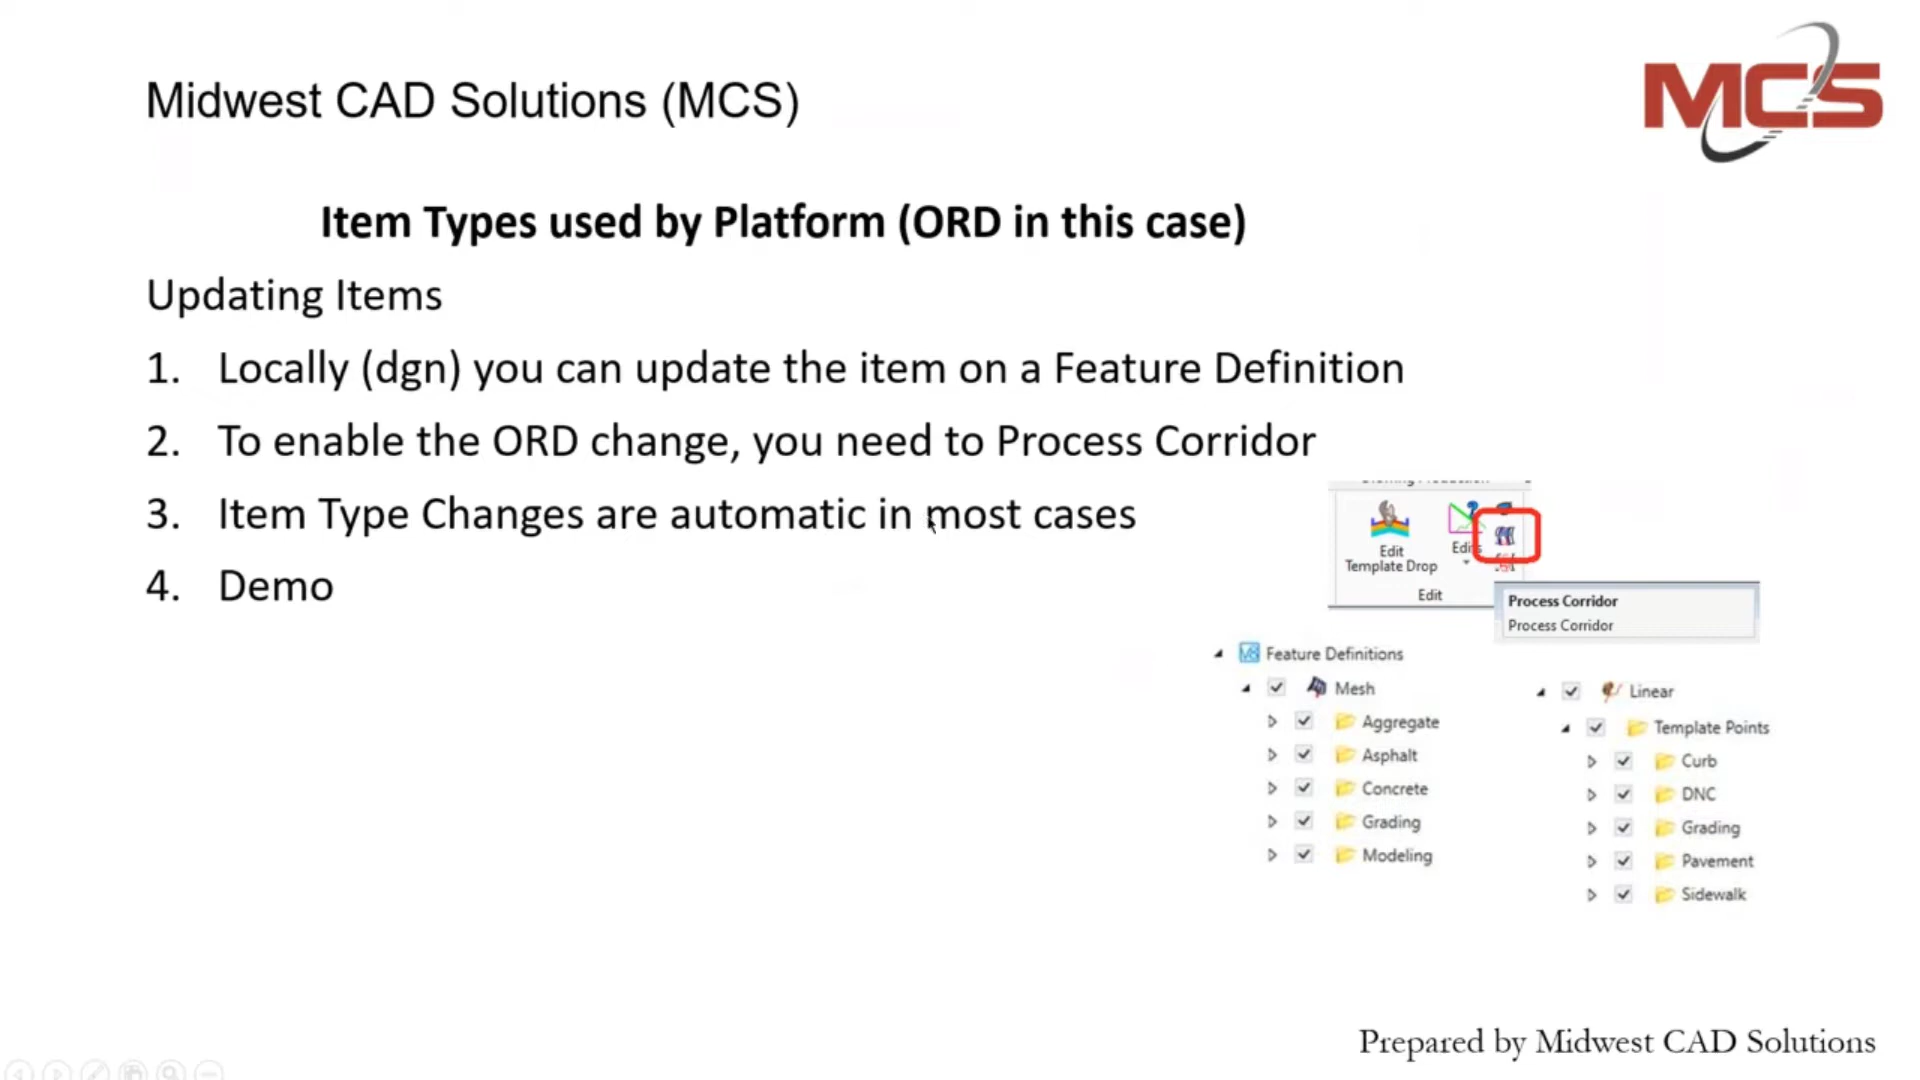 Midwest CAD Solutions (MCS)
MCS
Item Types used by Platform (ORD in this case)
Updating Items
1. Locally (dgn) you can update the item on a Feature Definition
2. To enable the ORD change, you need to Process Corridor
3. Item Type Changes are automatic in most cases
4. Demo
Edit
Template Drop
Edit
Process Corridor
Process Corridor
Feature Definitions
Mesh
Aggregate
Asphalt
Concrete
Grading
Modeling
Linear
Template Points
Curb
DNC
Grading
Pavement
Sidewalk
Prepared by Midwest CAD Solutions